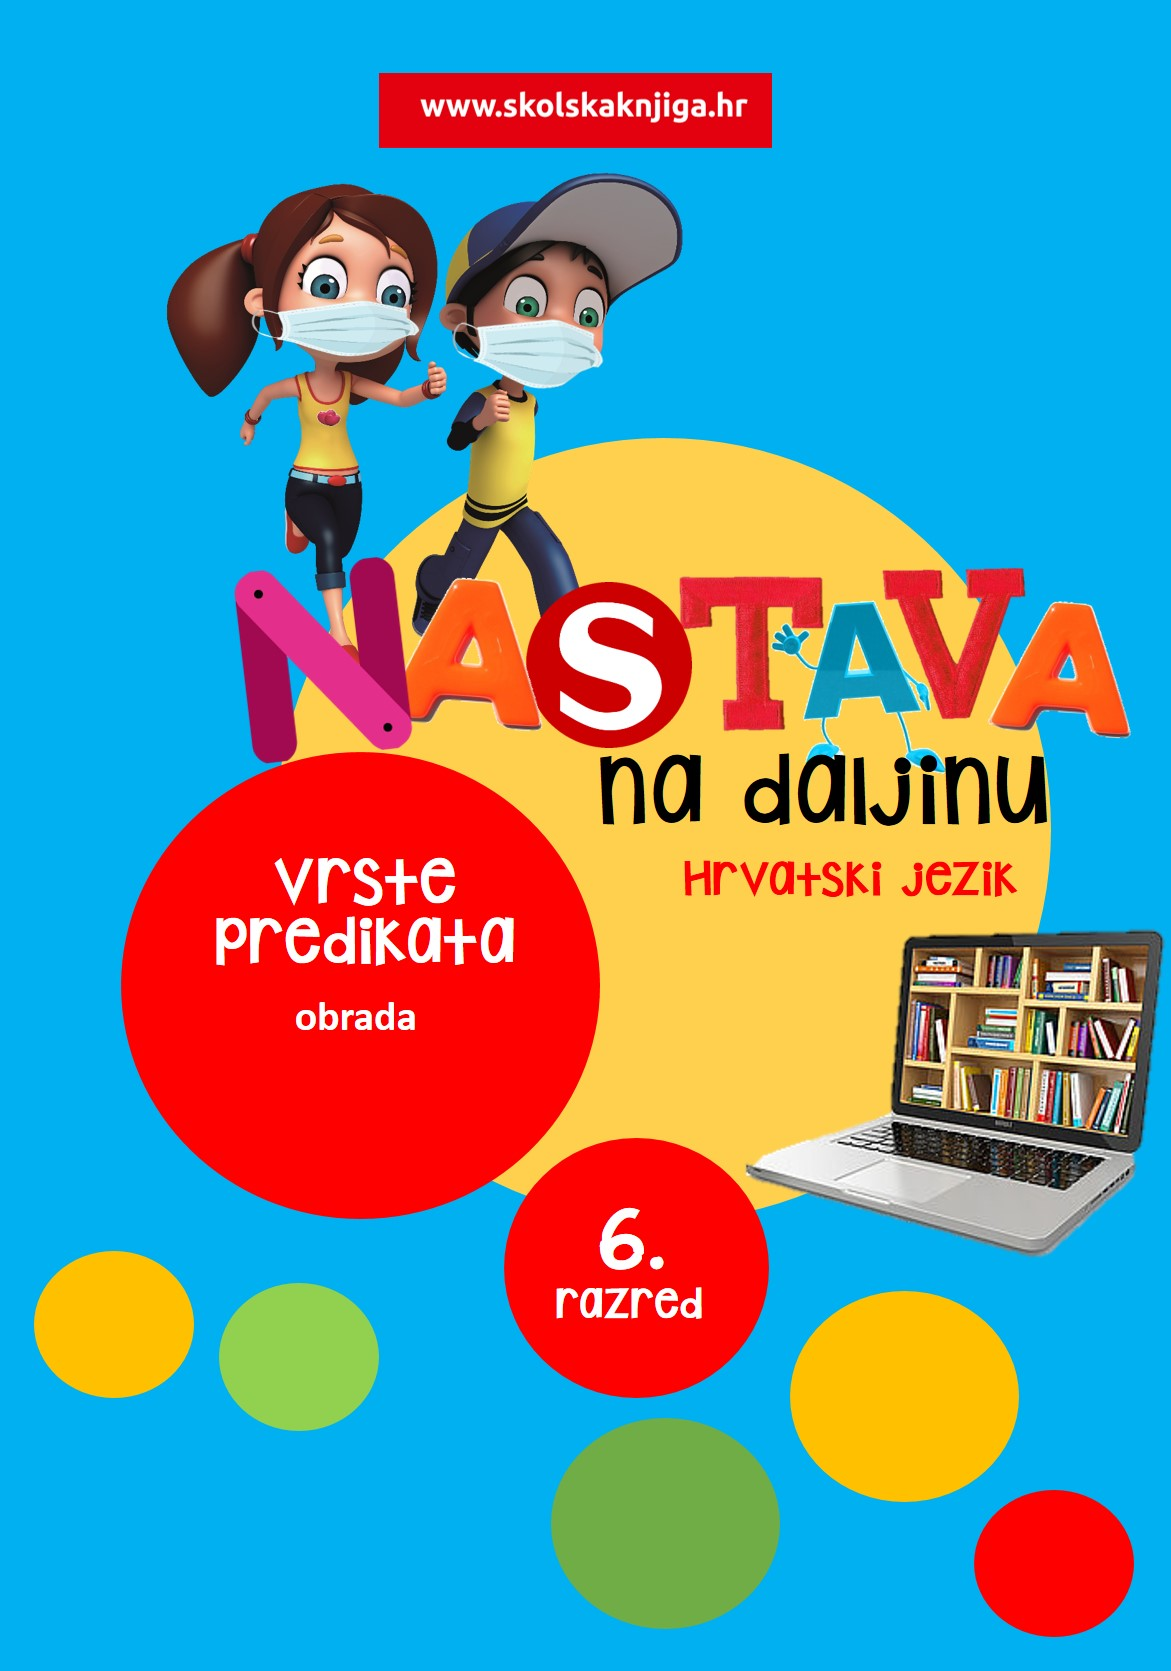 www.skolskaknjiga.hr
NASTAVA
na daljinu
Hrvatski jezik
vrste
predikata
obrada
6.
razred